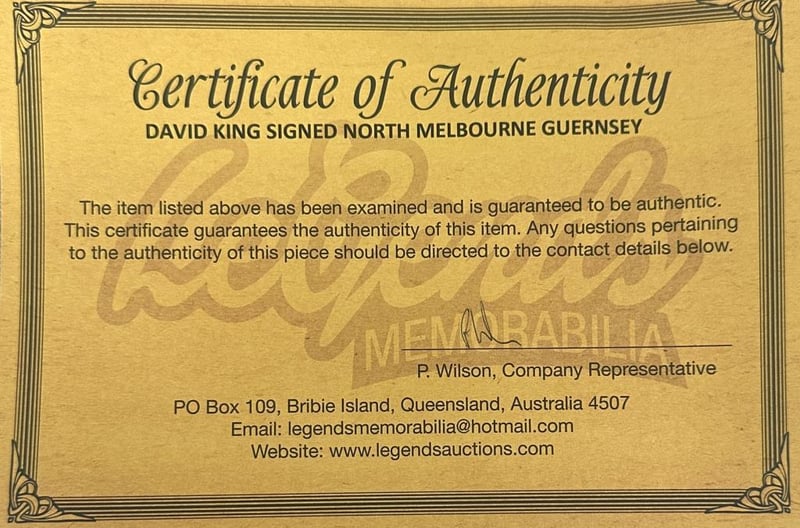 Certificate of Authenticity
DAVID KING SIGNED NORTH MELBOURNE GUERNSEY
The item listed above has been examined and is guaranteed to be authentic.
This certificate guarantees the authenticity of this item. Any questions pertaining
to the authenticity of this piece should be directed to the contact details below.
Legends
MEMORABILIA
P. Wilson, Company Representative
PO Box 109, Bribie Island, Queensland, Australia 4507
Email: legendsmemorabilia@hotmail.com
Website: www.legendsauctions.com